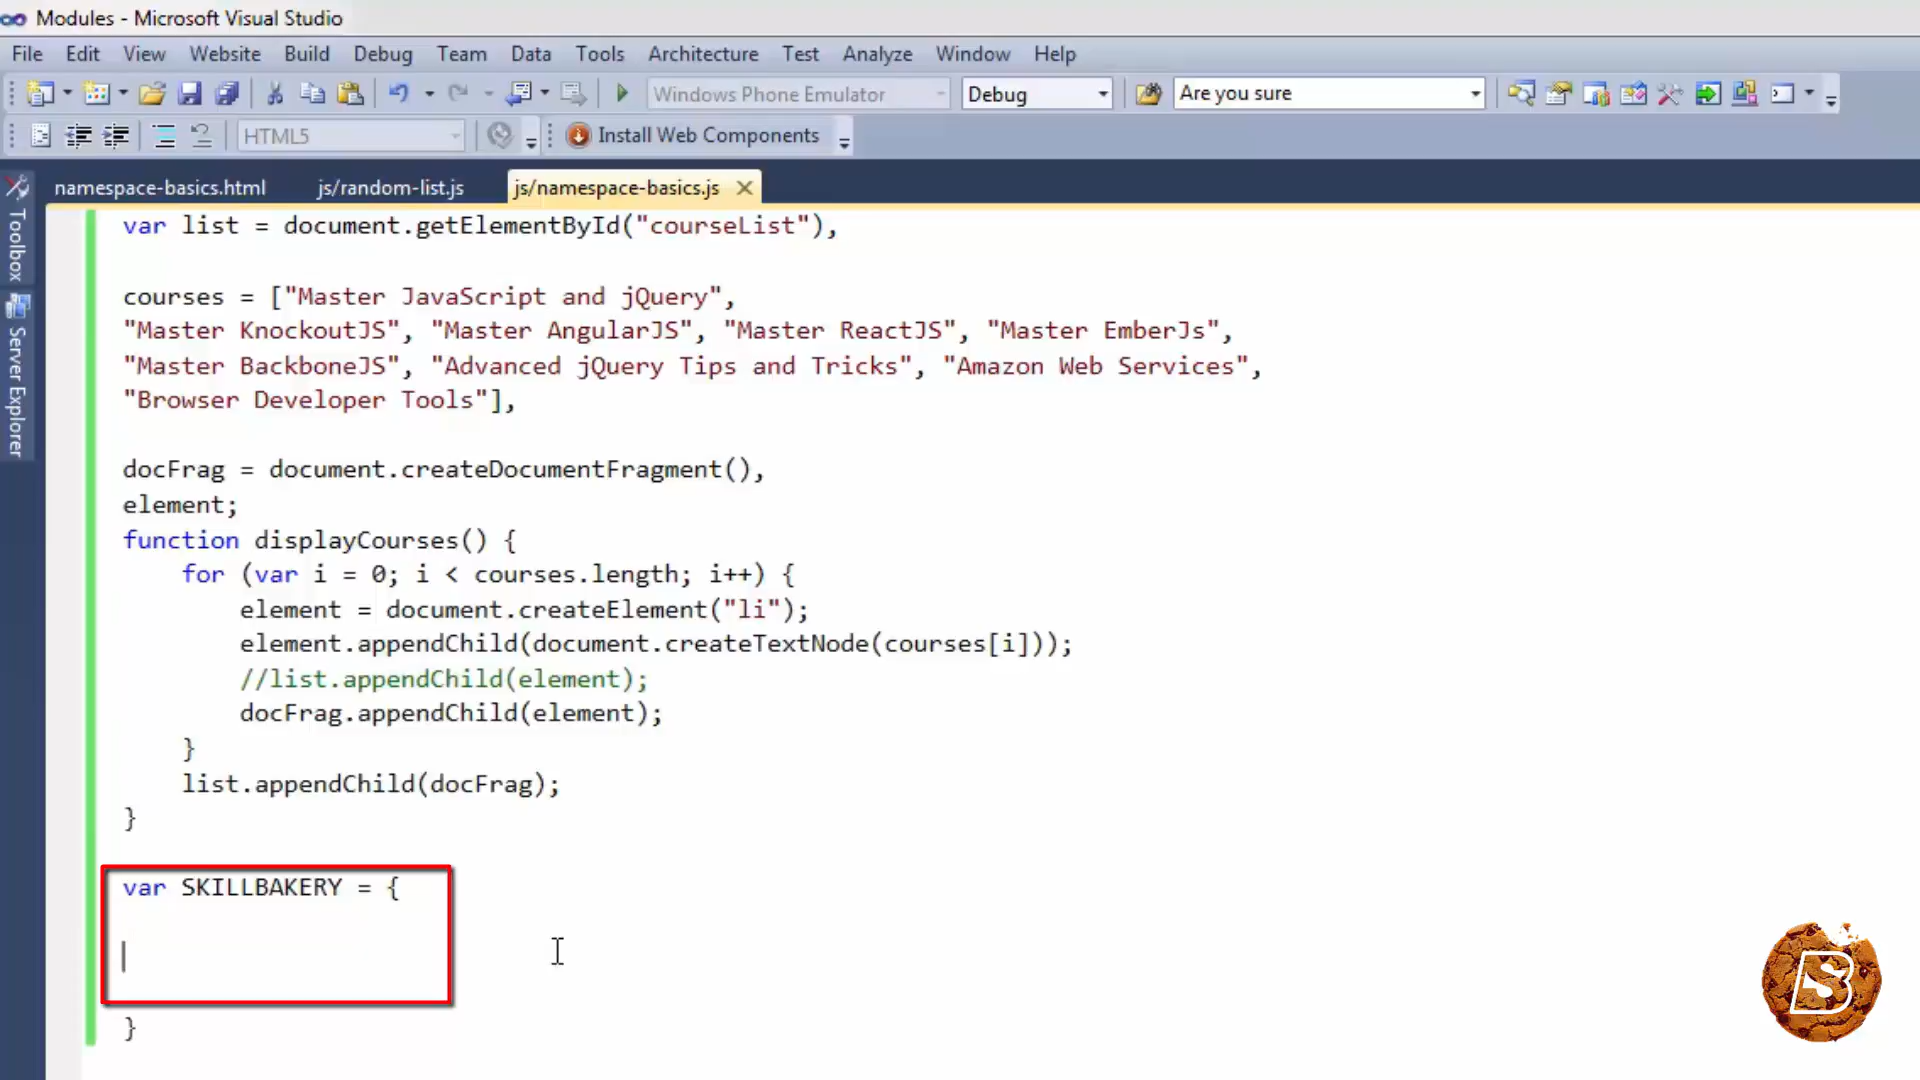 Modules - Microsoft Visual Studio
File Edit View Website Build Debug Team Data Tools Architecture Test Analyze Window Help
Windows Phone Emulator Debug Are you sure
HTML5 Install Web Components
namespace-basics.html js/random-list.js js/namespace-basics.js
Toolbox
Server Explorer
var list = document.getElementById("courseList"),
courses = ["Master JavaScript and jQuery",
"Master KnockoutJS", "Master AngularJS", "Master ReactJS", "Master EmberJs",
"Master BackboneJS", "Advanced jQuery Tips and Tricks", "Amazon Web Services",
"Browser Developer Tools"],
docFrag = document.createDocumentFragment(),
element;
function displayCourses() {
for (var i = 0; i < courses.length; i++) {
element = document.createElement("li");
element.appendChild(document.createTextNode(courses[i]));
//list.appendChild(element);
docFrag.appendChild(element);
}
list.appendChild(docFrag);
}
var SKILLBAKERY = {
}